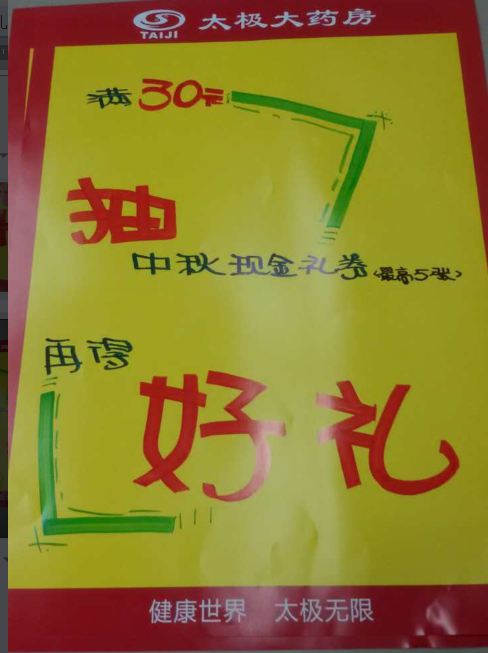 TAIJI 太极大药房
满30元
抽
中秋现金礼券(最高5张)
再得
好礼
健康世界 太极无限